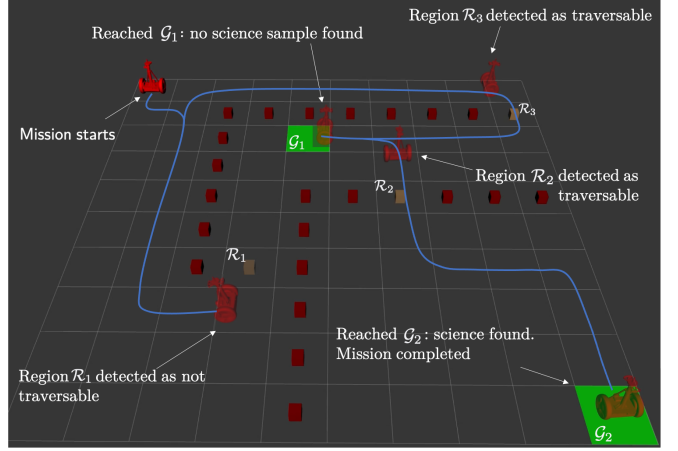 Region R₃ detected as traversable
Reached G₁: no science sample found
Mission starts
R₃
G₁
Region R₂ detected as
traversable
R₂
R₁
Reached G₂: science found.
Mission completed
Region R₁ detected as not
traversable
G₂